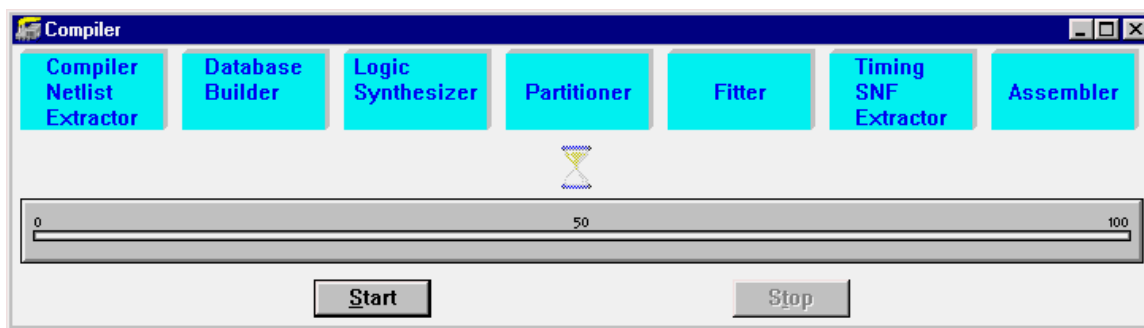 Compiler
Compiler
Netlist
Extractor
Database
Builder
Logic
Synthesizer
Partitioner
Fitter
Timing
SNF
Extractor
Assembler
0 50 100
Start Stop